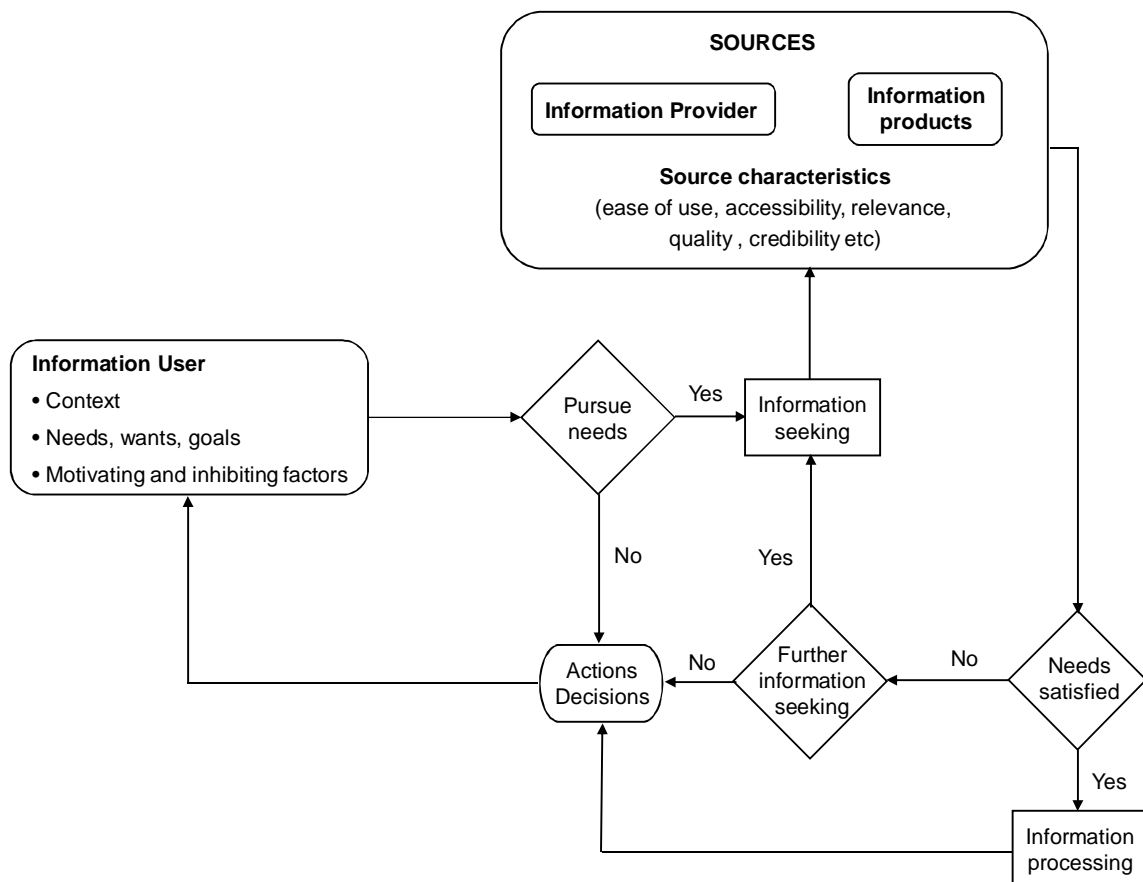 SOURCES
Information Provider
Information
products
Source characteristics
(ease of use, accessibility, relevance,
quality , credibility etc)
Information User
• Context
• Needs, wants, goals
• Motivating and inhibiting factors
Pursue
needs
Yes
Information
seeking
No
Yes
Actions
Decisions
No
Further
information
seeking
No
Needs
satisfied
Yes
Information
processing